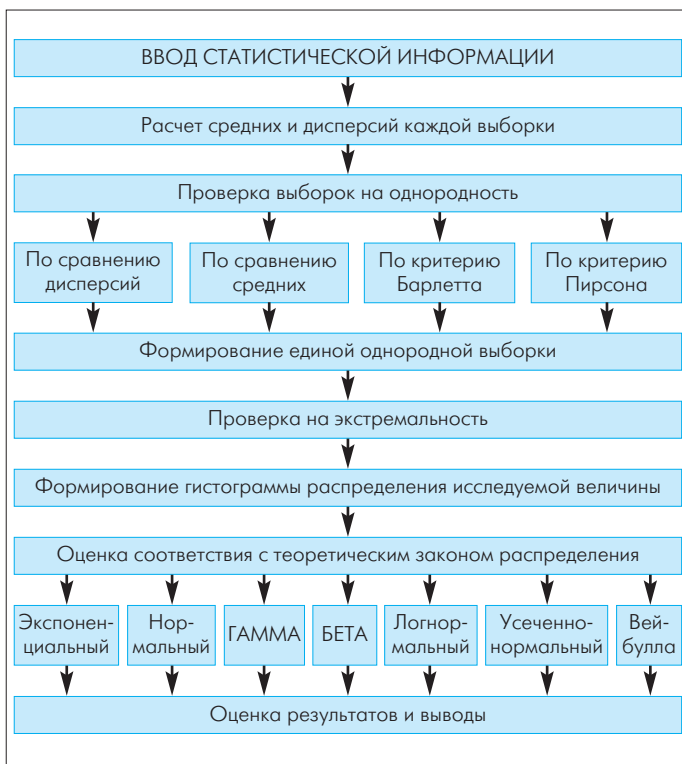 ВВОД СТАТИСТИЧЕСКОЙ ИНФОРМАЦИИ
Расчет средних и дисперсий каждой выборки
Проверка выборок на однородность
По сравнению
дисперсий
По сравнению
средних
По критерию
Барлетта
По критерию
Пирсона
Формирование единой однородной выборки
Проверка на экстремальность
Формирование гистограммы распределения исследуемой величины
Оценка соответствия с теоретическим законом распределения
Экспонен-
циальный
Нор-
мальный
ГАММА
БЕТА
Логнор-
мальный
Усеченно-
нормальный
Вей-
булла
Оценка результатов и выводы